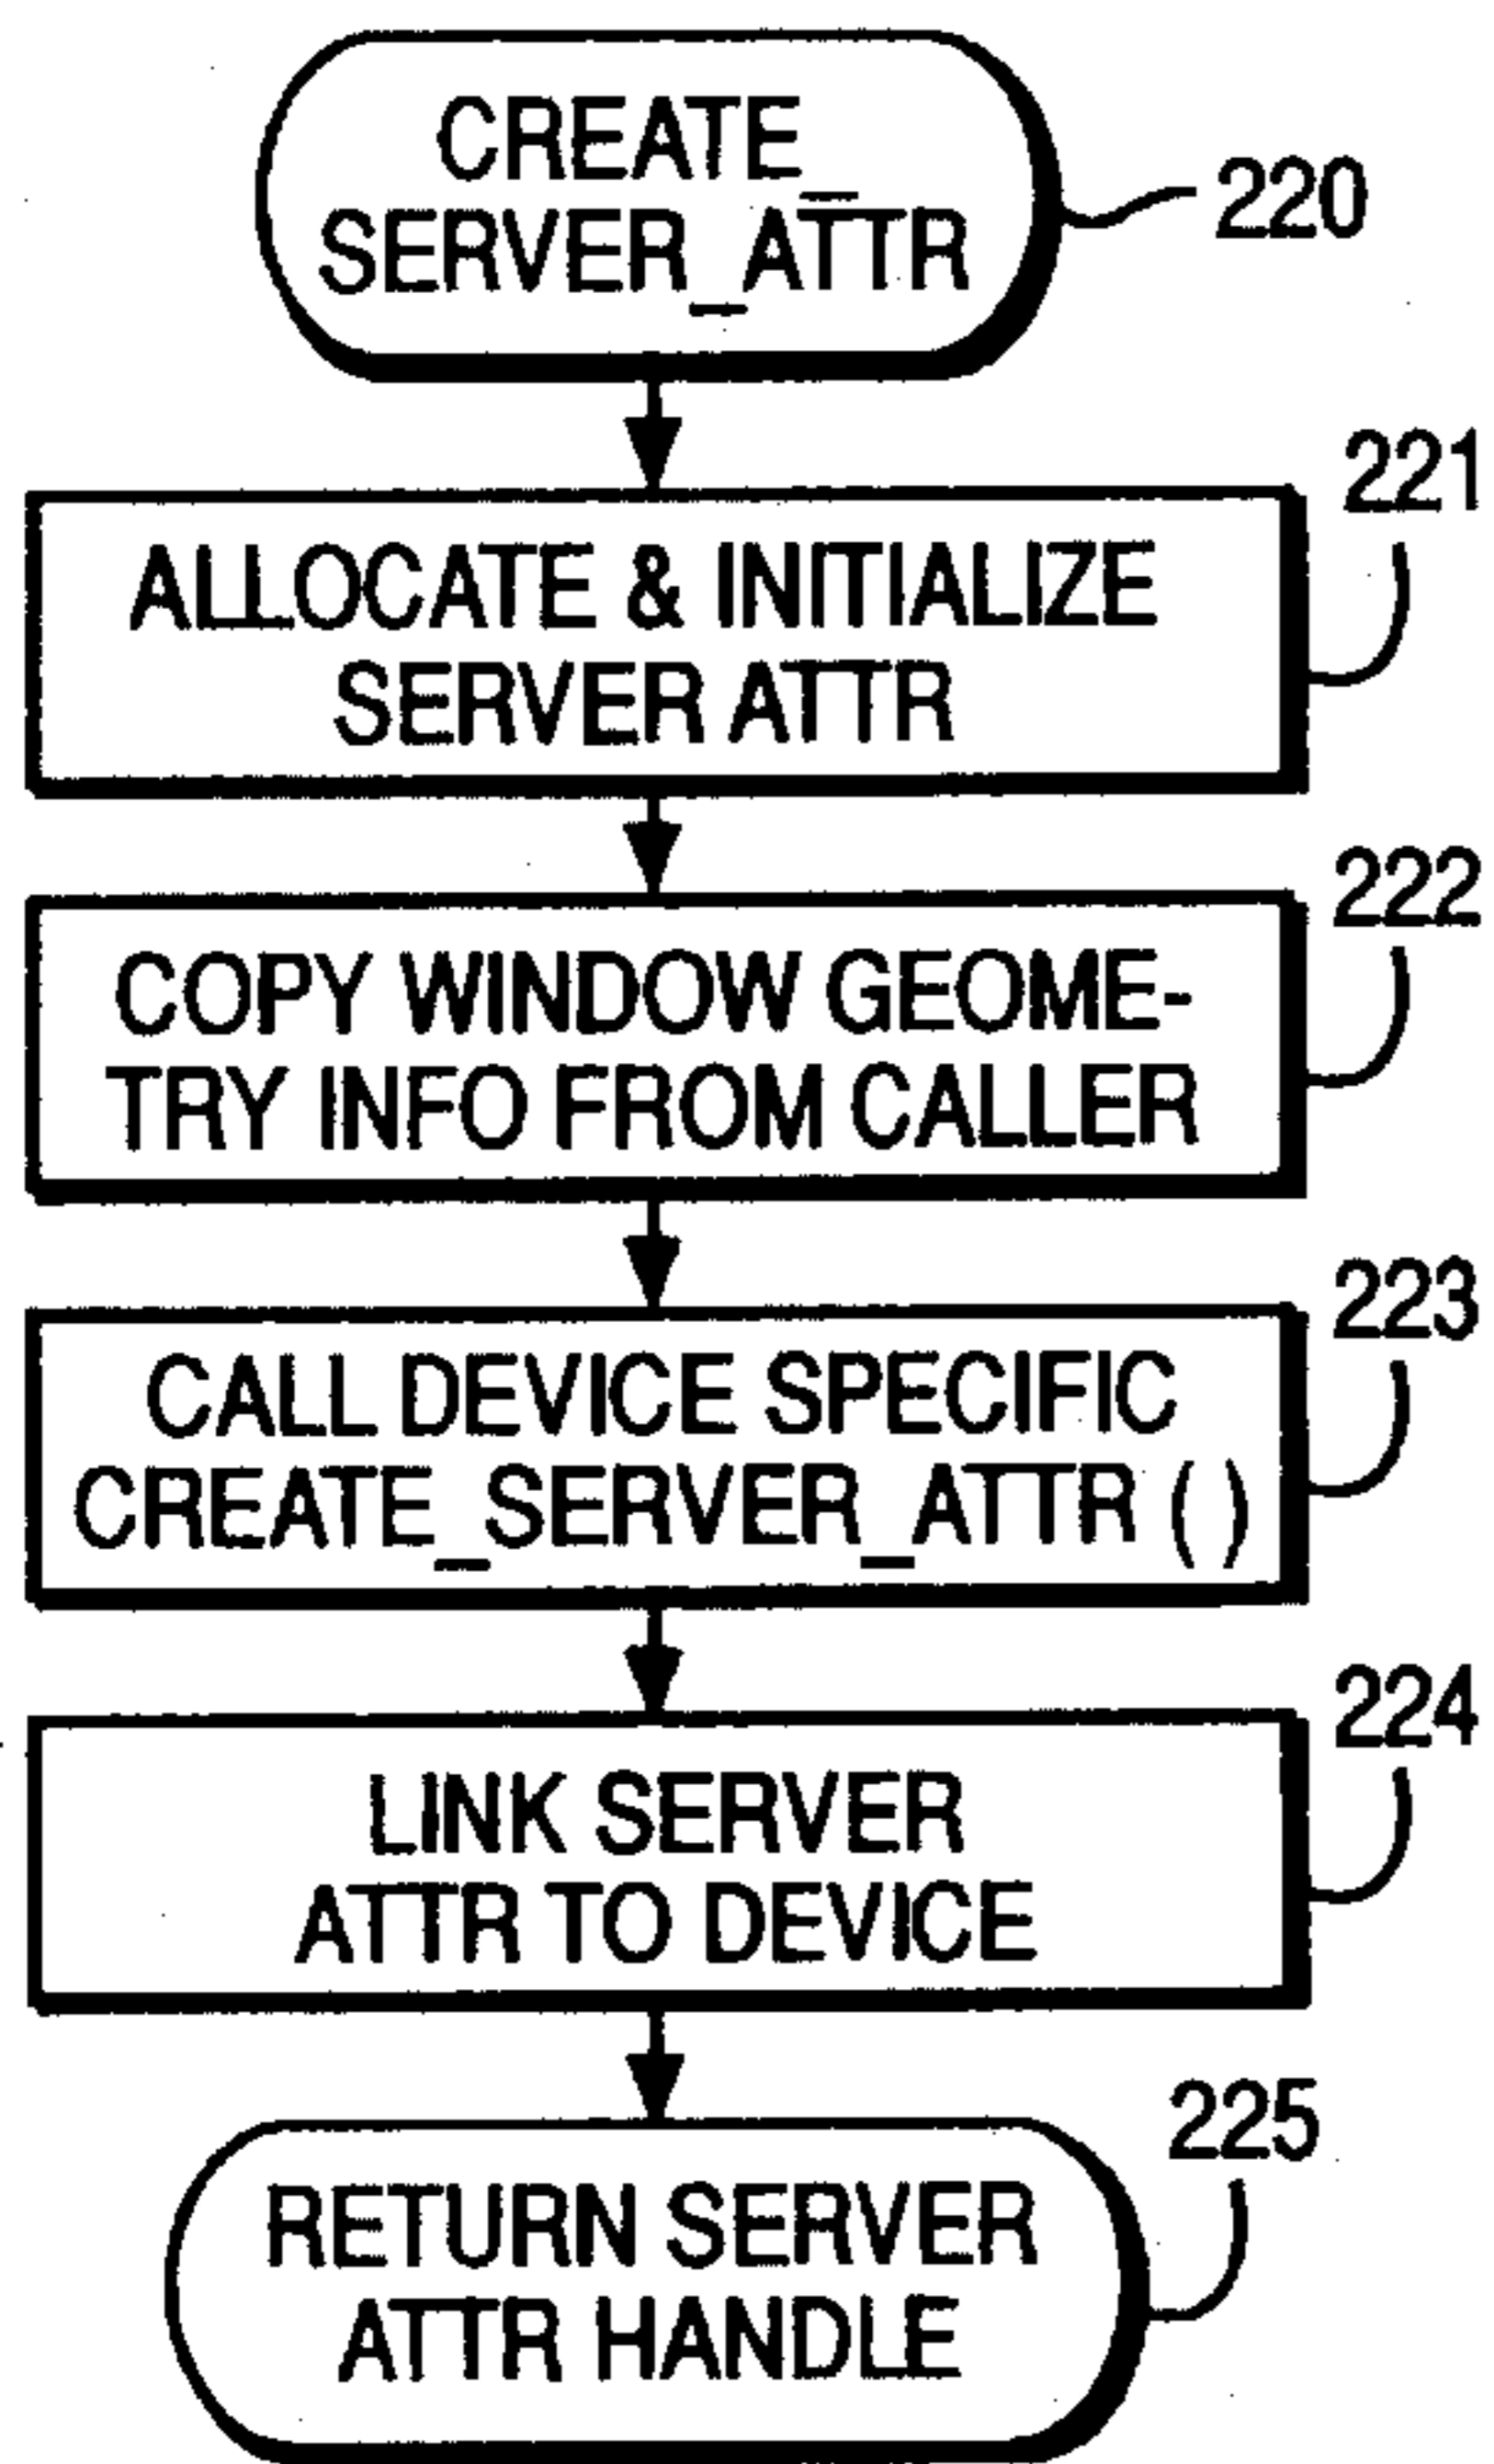 CREATE_
SERVER_ATTR
220
221
ALLOCATE & INITIALIZE
SERVER ATTR
222
COPY WINDOW GEOME-
TRY INFO FROM CALLER
223
CALL DEVICE SPECIFIC
CREATE_SERVER_ATTR ( )
224
LINK SERVER
ATTR TO DEVICE
225
RETURN SERVER
ATTR HANDLE